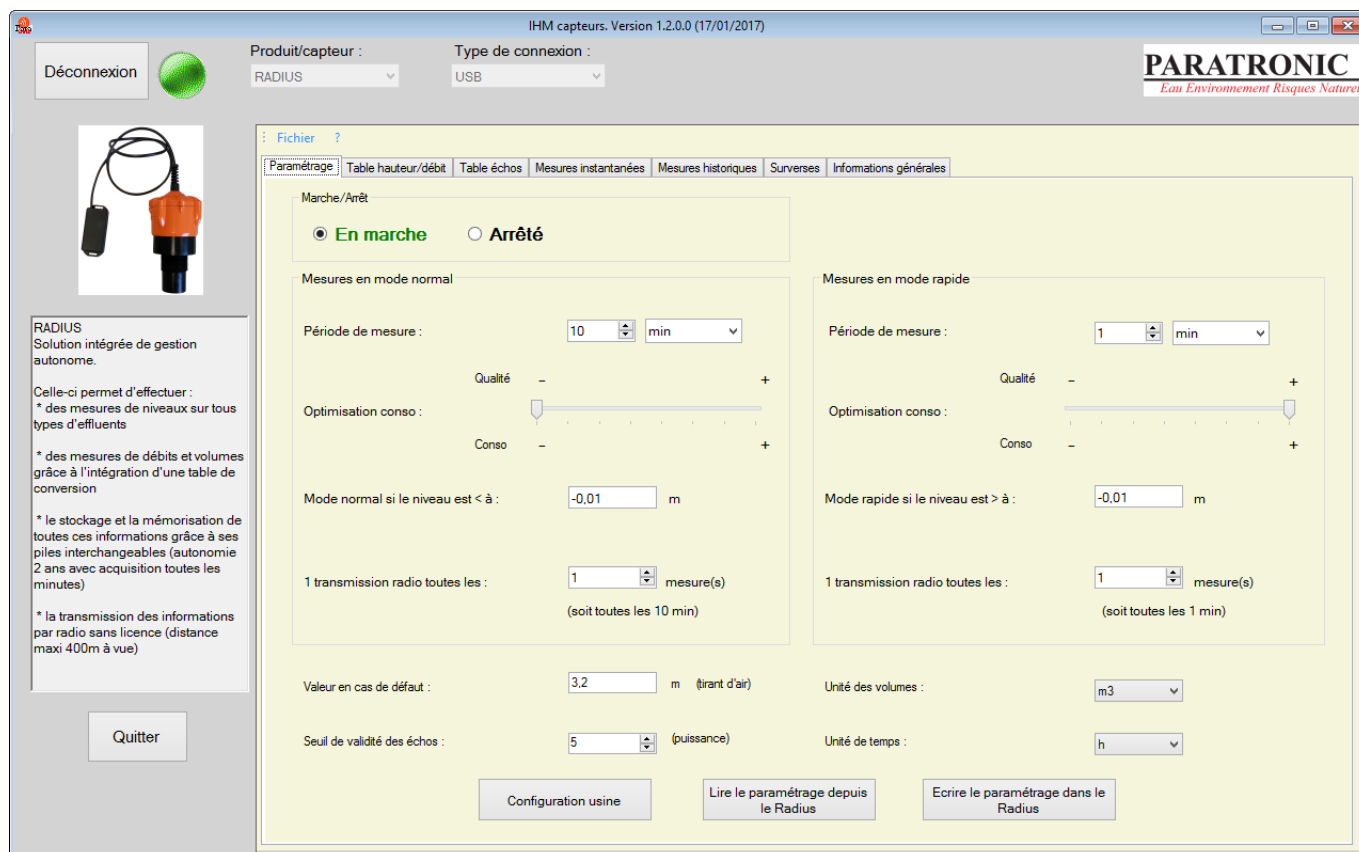 IHM capteurs. Version 1.2.0.0 (17/01/2017)
Déconnexion
Produit/capteur :
RADIUS
Type de connexion :
USB
PARATRONIC
Eau Environnement Risques Naturel
Fichier ?
Paramétrage Table hauteur/débit Table échos Mesures instantanées Mesures historiques Surverses Informations générales
RADIUS
Solution intégrée de gestion
autonome.
Celle-ci permet d'effectuer :
* des mesures de niveaux sur tous
types d'effluents
* des mesures de débits et volumes
grâce à l'intégration d'une table de
conversion
* le stockage et la mémorisation de
toutes ces informations grâce à ses
piles interchangeables (autonomie
2 ans avec acquisition toutes les
minutes)
* la transmission des informations
par radio sans licence (distance
maxi 400m à vue)
Quitter
Marche/Arrêt
En marche Arrêté
Mesures en mode normal
Période de mesure : 10 min
Qualité - +
Optimisation conso :
Conso - +
Mode normal si le niveau est < à : -0,01 m
1 transmission radio toutes les : 1 mesure(s)
(soit toutes les 10 min)
Mesures en mode rapide
Période de mesure : 1 min
Qualité - +
Optimisation conso :
Conso - +
Mode rapide si le niveau est > à : -0,01 m
1 transmission radio toutes les : 1 mesure(s)
(soit toutes les 1 min)
Valeur en cas de défaut : 3,2 m (tirant d'air)
Unité des volumes : m3
Seuil de validité des échos : 5 (puissance)
Unité de temps : h
Configuration usine
Lire le paramétrage depuis
le Radius
Ecrire le paramétrage dans le
Radius